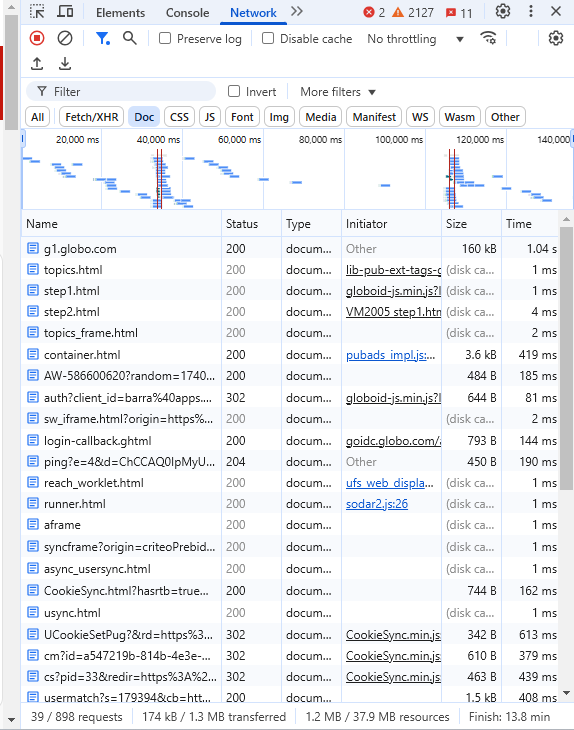 Elements Console Network 2 2127 11
Preserve log Disable cache No throttling
Filter Invert More filters
All Fetch/XHR Doc CSS JS Font Img Media Manifest WS Wasm Other
20,000 ms 40,000 ms 60,000 ms 80,000 ms 100,000 ms 120,000 ms 140,000
Name Status Type Initiator Size Time
g1.globo.com 200 docum... Other 160 kB 1.04 s
topics.html 200 docum... lib-pub-ext-tags-g (disk ca... 1 ms
step1.html 200 docum... globoid-js.min.js?l (disk ca... 1 ms
step2.html 200 docum... VM2005 step1.htm (disk ca... 4 ms
topics_frame.html 200 docum... (disk ca... 2 ms
container.html 200 docum... pubads_impl.js:... 3.6 kB 419 ms
AW-586600620?random=1740... 200 docum... 484 B 185 ms
auth?client_id=barra%40apps.... 302 docum... globoid-js.min.js?l 644 B 81 ms
sw_iframe.html?origin=https%... 200 docum... (disk ca... 2 ms
login-callback.ghtml 200 docum... goidc.globo.com/a 793 B 144 ms
ping?e=4&d=ChCCAQ0IpMyU... 204 docum... Other 450 B 190 ms
reach_worklet.html 200 docum... ufs_web_displa... (disk ca... 1 ms
runner.html 200 docum... sodar2.js:26 (disk ca... 1 ms
aframe 200 docum... (disk ca... 1 ms
syncframe?origin=criteoPrebid... 200 docum... (disk ca... 1 ms
async_usersync.html 200 docum... (disk ca... 1 ms
CookieSync.html?hasrtb=true... 200 docum... 744 B 162 ms
usync.html 200 docum... (disk ca... 1 ms
UCookieSetPug?&rd=https%3... 302 docum... CookieSync.min.js: 342 B 613 ms
cm?id=a547219b-814b-4e3e-... 302 docum... CookieSync.min.js: 610 B 379 ms
cs?pid=33&redir=https%3A%2... 302 docum... CookieSync.min.js: 463 B 439 ms
usermatch?s=179394&cb=htt... 200 docum... 1.5 kB 408 ms
39 / 898 requests 174 kB / 1.3 MB transferred 1.2 MB / 37.9 MB resources Finish: 13.8 min